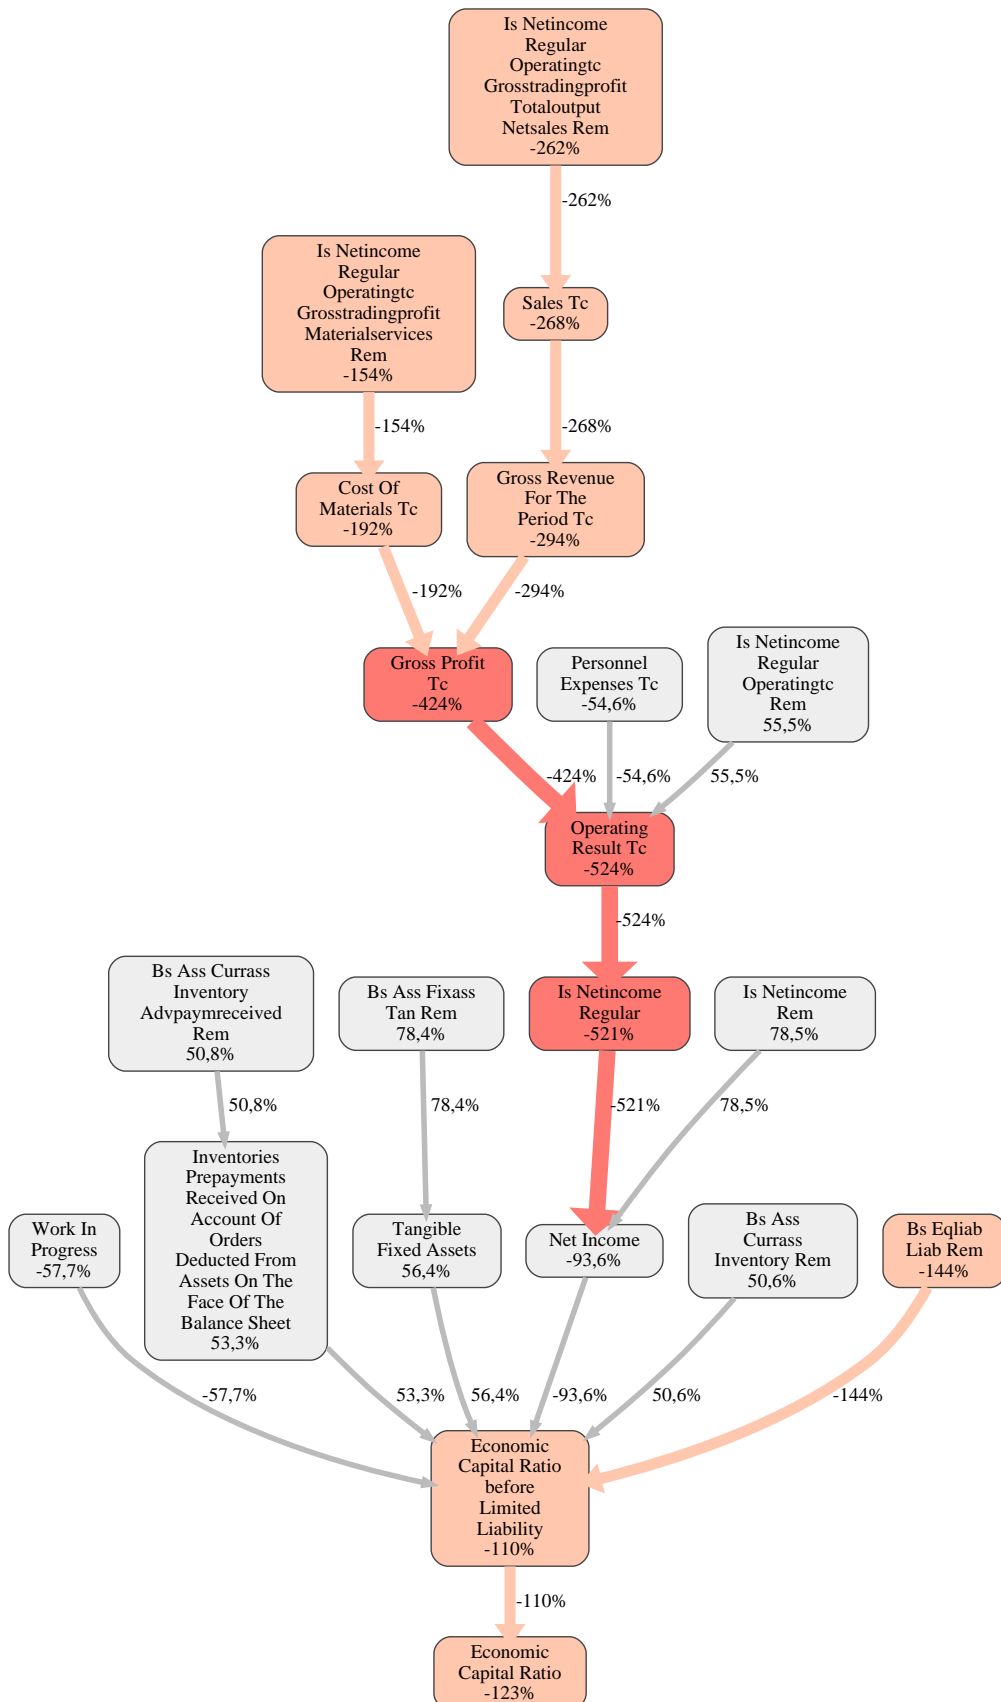 Is Netincome
Regular
Operatingtc
Grosstradingprofit
Totaloutput
Netsales Rem
-262%
-262%
Is Netincome
Regular
Operatingtc
Grosstradingprofit
Materialservices
Rem
-154%
Sales Tc
-268%
-154%
-268%
Cost Of
Materials Tc
-192%
Gross Revenue
For The
Period Tc
-294%
-192%
-294%
Gross Profit
Tc
-424%
Personnel
Expenses Tc
-54,6%
Is Netincome
Regular
Operatingtc
Rem
55,5%
-424%
-54,6%
55,5%
Operating
Result Tc
-524%
-524%
Bs Ass Currass
Inventory
Advpaymreceived
Rem
50,8%
Bs Ass Fixass
Tan Rem
78,4%
Is Netincome
Regular
-521%
Is Netincome
Rem
78,5%
50,8%
78,4%
-521%
78,5%
Work In
Progress
-57,7%
Inventories
Prepayments
Received On
Account Of
Orders
Deducted From
Assets On The
Face Of The
Balance Sheet
53,3%
Tangible
Fixed Assets
56,4%
Net Income
-93,6%
Bs Ass
Currass
Inventory Rem
50,6%
Bs Eqliab
Liab Rem
-144%
-57,7%
53,3%
56,4%
-93,6%
50,6%
-144%
Economic
Capital Ratio
before
Limited
Liability
-110%
-110%
Economic
Capital Ratio
-123%